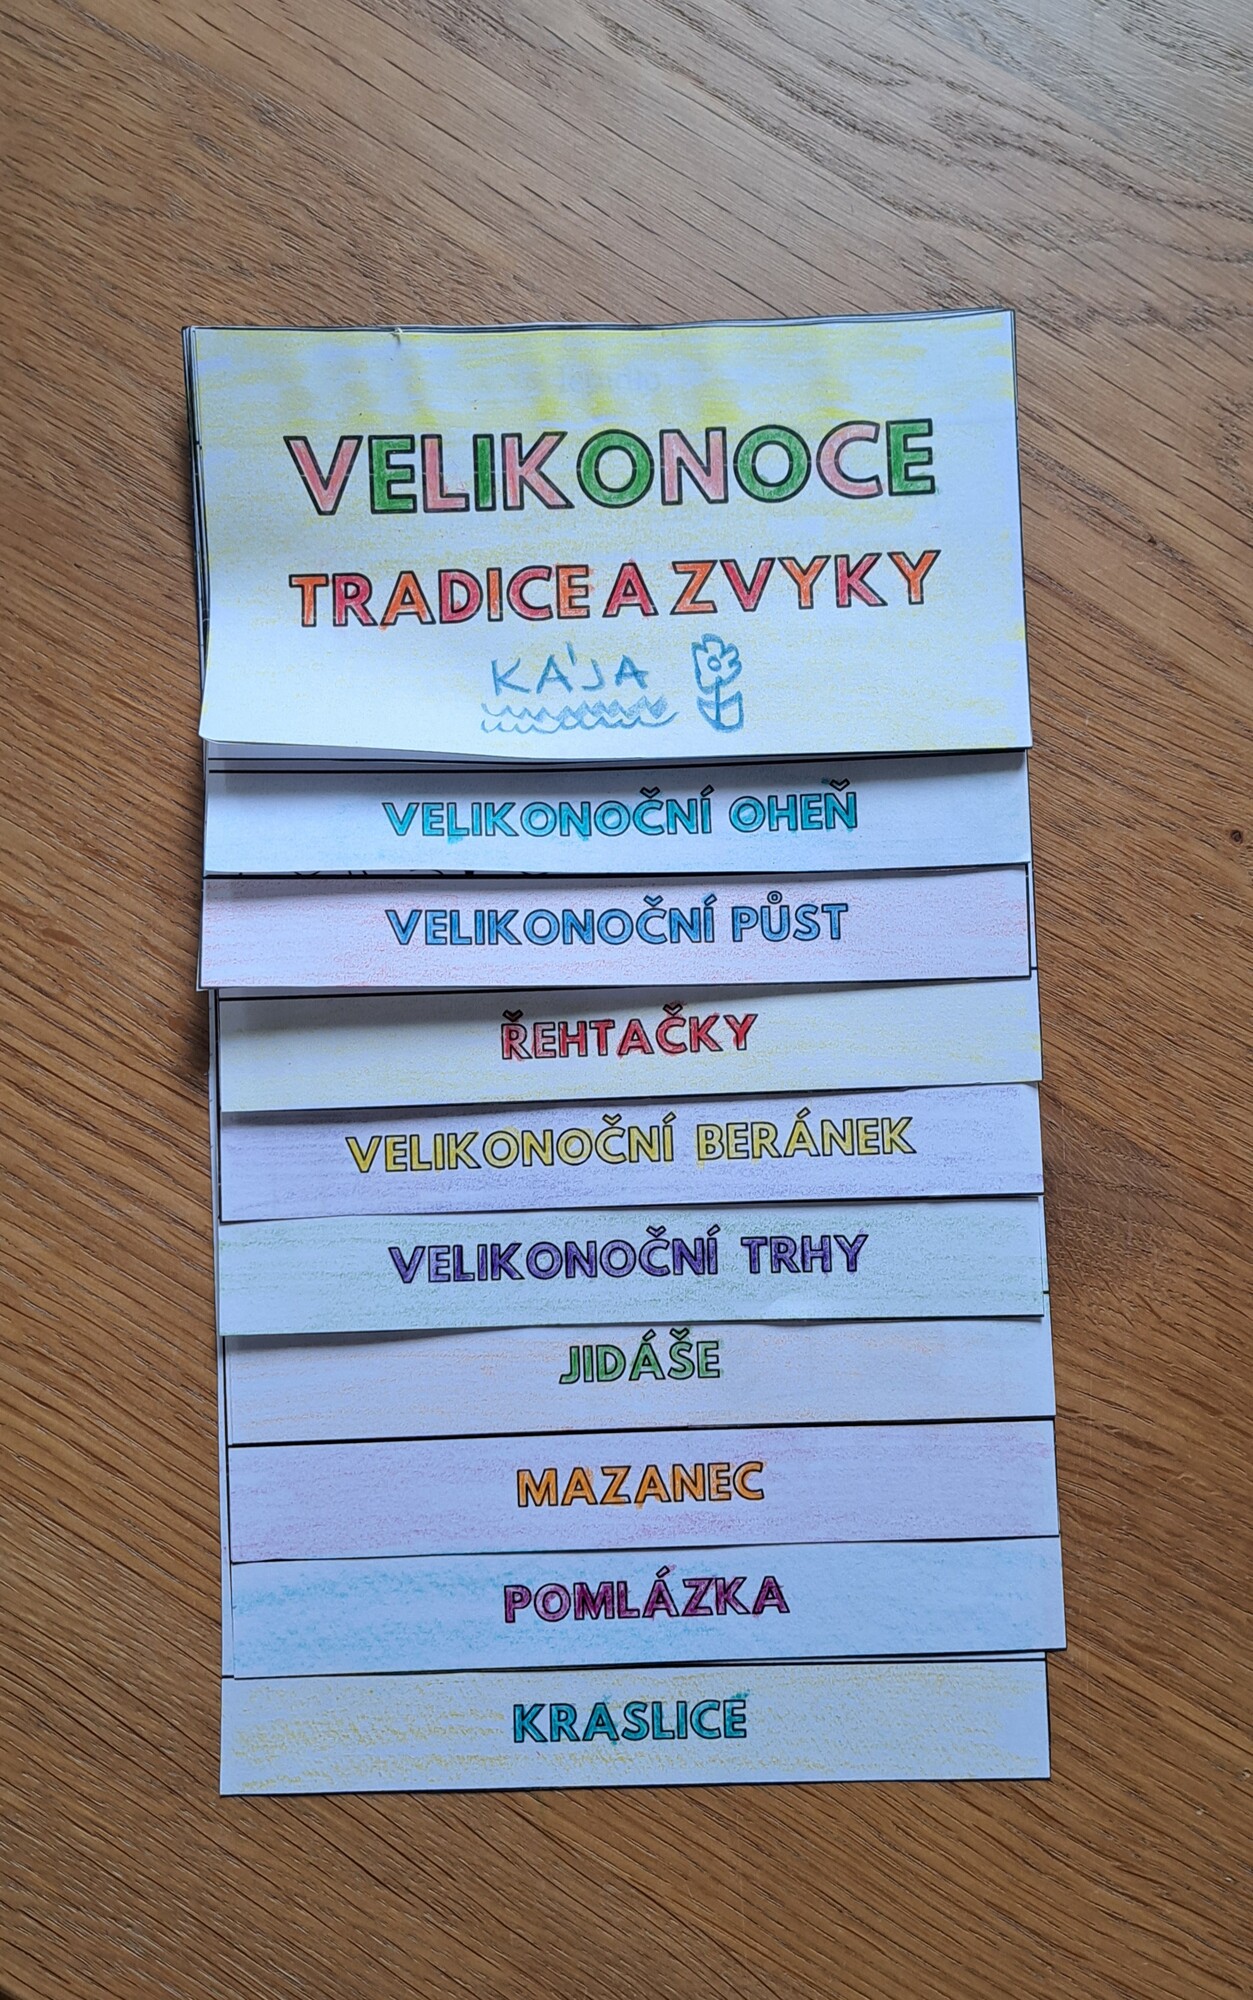 VELIKONOCE
TRADICE A ZVYKY
KÁJA
VELIKONOČNÍ OHEŇ
VELIKONOČNÍ PŮST
ŘEHTAČKY
VELIKONOČNÍ BERÁNEK
VELIKONOČNÍ TRHY
JIDÁŠE
MAZANEC
POMLÁZKA
KRASLICE